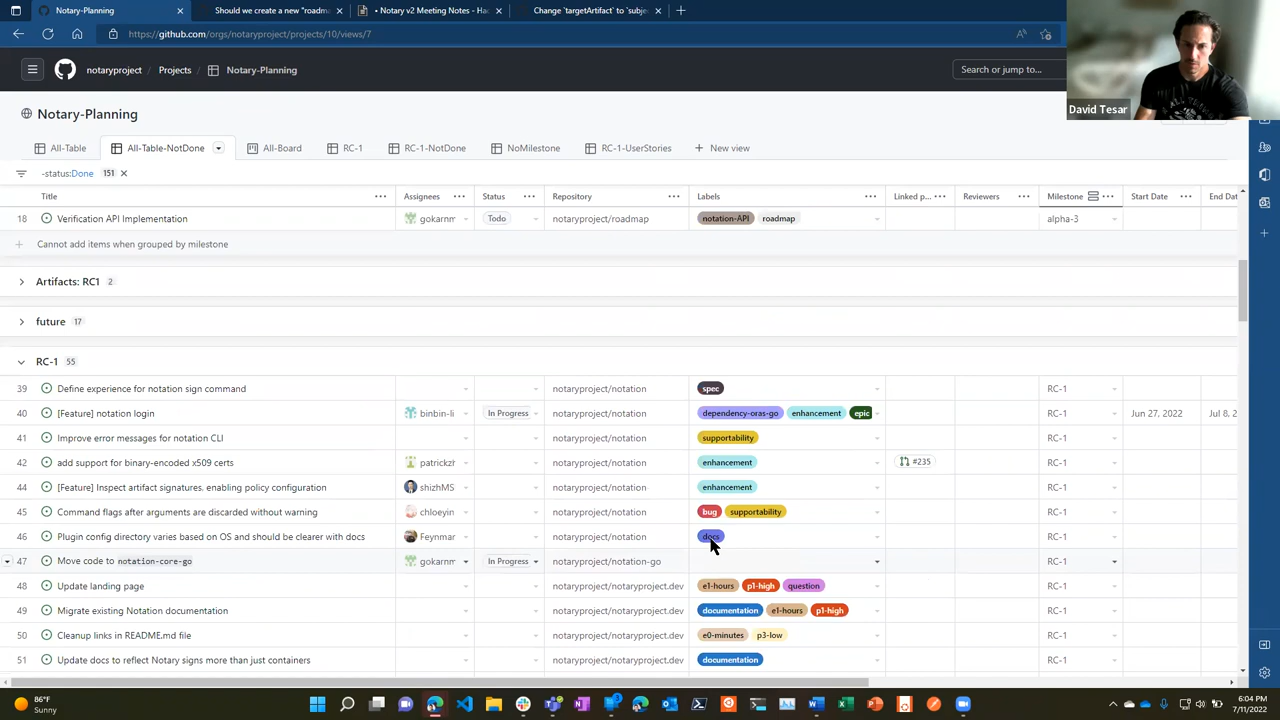 Notary-Planning
Should we create a new "roadma
• Notary v2 Meeting Notes - Hac
Change `targetArtifact` to `subje
https://github.com/orgs/notaryproject/projects/10/views/7
notaryproject
Projects
Notary-Planning
Search or jump to...
David Tesar
Notary-Planning
All-Table
All-Table-NotDone
All-Board
RC-1
RC-1-NotDone
NoMilestone
RC-1-UserStories
New view
-status:Done 151
Title
Assignees
Status
Repository
Labels
Linked p...
Reviewers
Milestone
Start Date
End Dat
18 Verification API Implementation gokarnm Todo notaryproject/roadmap notation-API roadmap alpha-3
Cannot add items when grouped by milestone
Artifacts: RC1 2
future 17
RC-1 55
39 Define experience for notation sign command notaryproject/notation spec RC-1
40 [Feature] notation login binbin-li In Progress notaryproject/notation dependency-oras-go enhancement epic RC-1 Jun 27, 2022 Jul 8, 2
41 Improve error messages for notation CLI notaryproject/notation supportability RC-1
42 add support for binary-encoded x509 certs patrickzh notaryproject/notation enhancement #235 RC-1
44 [Feature] Inspect artifact signatures. enabling policy configuration shizhMS notaryproject/notation enhancement RC-1
45 Command flags after arguments are discarded without warning chloeyin notaryproject/notation bug supportability RC-1
46 Plugin config directory varies based on OS and should be clearer with docs Feynmar notaryproject/notation docs RC-1
47 Move code to notation-core-go gokarnm In Progress notaryproject/notation-go RC-1
48 Update landing page notaryproject/notaryproject.dev e1-hours p1-high question RC-1
49 Migrate existing Notation documentation notaryproject/notaryproject.dev documentation e1-hours p1-high RC-1
50 Cleanup links in README.md file notaryproject/notaryproject.dev e0-minutes p3-low RC-1
51 Update docs to reflect Notary signs more than just containers notaryproject/notaryproject.dev documentation RC-1
86°F
Sunny
6:04 PM
7/11/2022